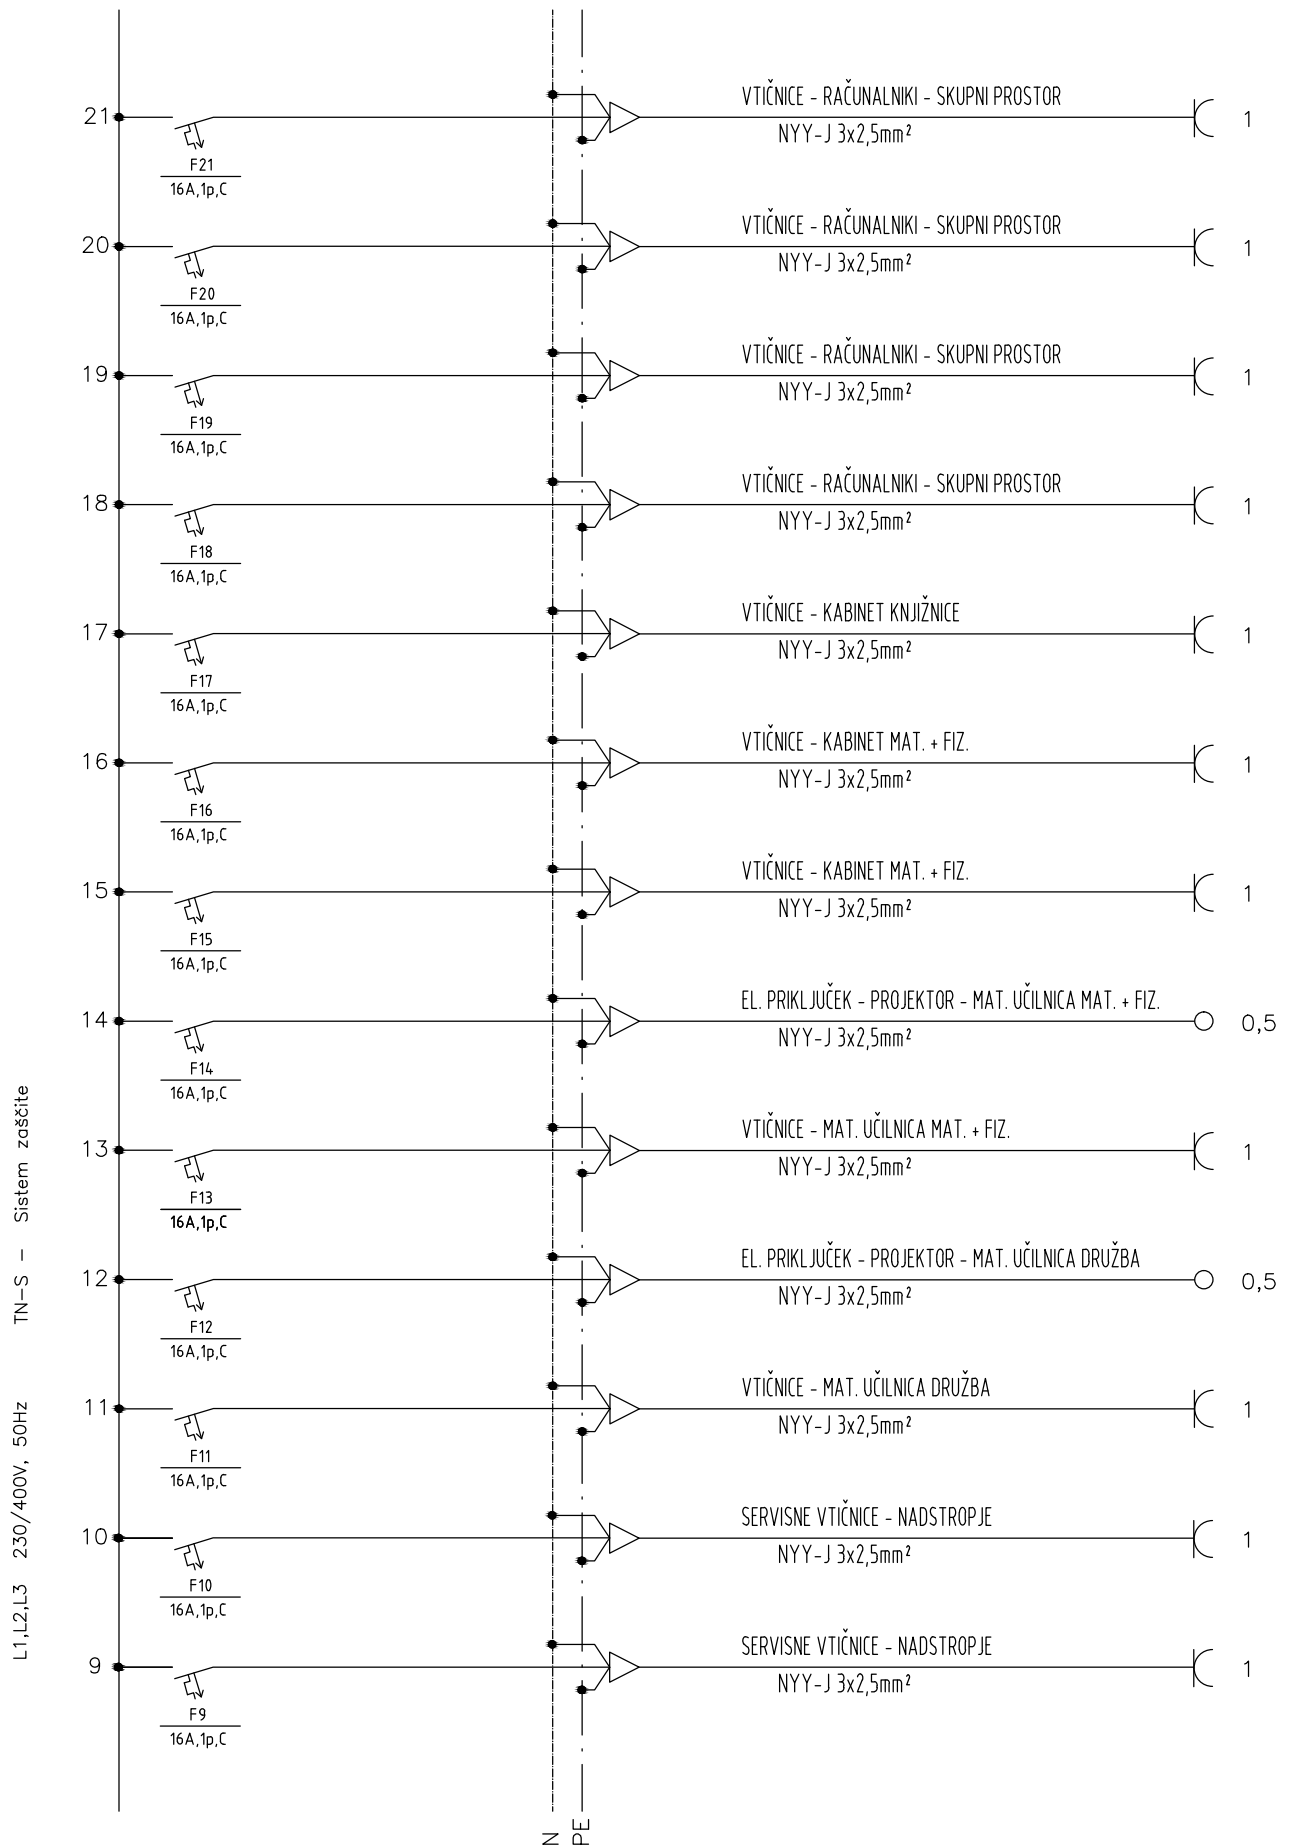 VTIČNICE - RAČUNALNIKI - SKUPNI PROSTOR
21
NYY-J 3x2,5mm²
1
F21
16A,1p,C
VTIČNICE - RAČUNALNIKI - SKUPNI PROSTOR
20
NYY-J 3x2,5mm²
1
F20
16A,1p,C
VTIČNICE - RAČUNALNIKI - SKUPNI PROSTOR
19
NYY-J 3x2,5mm²
1
F19
16A,1p,C
VTIČNICE - RAČUNALNIKI - SKUPNI PROSTOR
18
NYY-J 3x2,5mm²
1
F18
16A,1p,C
VTIČNICE - KABINET KNJIŽNICE
17
NYY-J 3x2,5mm²
1
F17
16A,1p,C
VTIČNICE - KABINET MAT. + FIZ.
16
NYY-J 3x2,5mm²
1
F16
16A,1p,C
VTIČNICE - KABINET MAT. + FIZ.
15
NYY-J 3x2,5mm²
1
F15
16A,1p,C
EL. PRIKLJUČEK - PROJEKTOR - MAT. UČILNICA MAT. + FIZ.
14
NYY-J 3x2,5mm²
0,5
F14
16A,1p,C
VTIČNICE - MAT. UČILNICA MAT. + FIZ.
13
NYY-J 3x2,5mm²
1
F13
16A,1p,C
EL. PRIKLJUČEK - PROJEKTOR - MAT. UČILNICA DRUŽBA
12
NYY-J 3x2,5mm²
0,5
F12
16A,1p,C
VTIČNICE - MAT. UČILNICA DRUŽBA
11
NYY-J 3x2,5mm²
1
F11
16A,1p,C
SERVISNE VTIČNICE - NADSTROPJE
10
NYY-J 3x2,5mm²
1
F10
16A,1p,C
SERVISNE VTIČNICE - NADSTROPJE
9
NYY-J 3x2,5mm²
1
F9
16A,1p,C
L1,L2,L3 230/400V, 50Hz TN-S - Sistem zaščite
N
PE